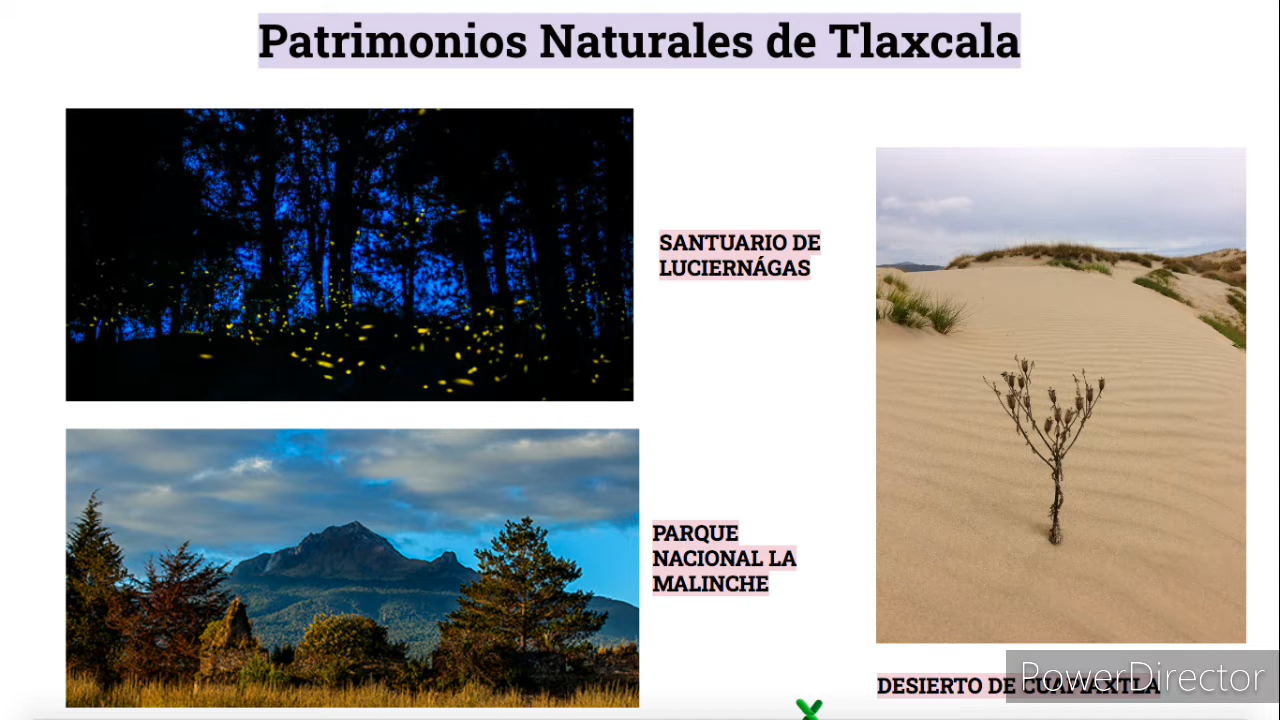 Patrimonios Naturales de Tlaxcala
SANTUARIO DE
LUCIERNÁGAS
PARQUE
NACIONAL LA
MALINCHE
DESIERTO DE
PowerDirector